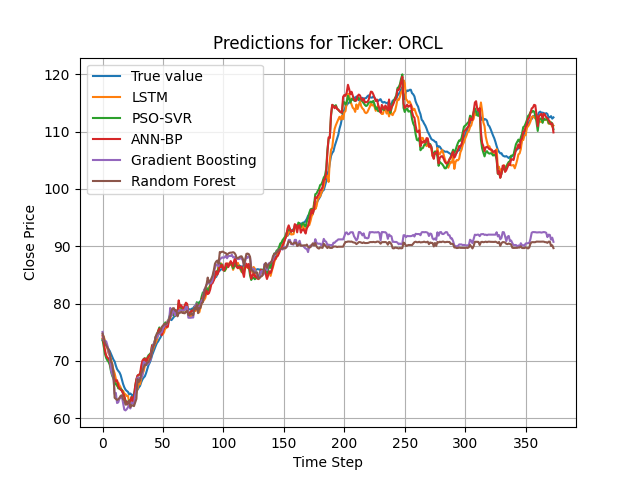 Predictions for Ticker: ORCL
True value
LSTM
PSO-SVR
ANN-BP
Gradient Boosting
Random Forest
Close Price
120
110
100
90
80
70
60
0 50 100 150 200 250 300 350
Time Step